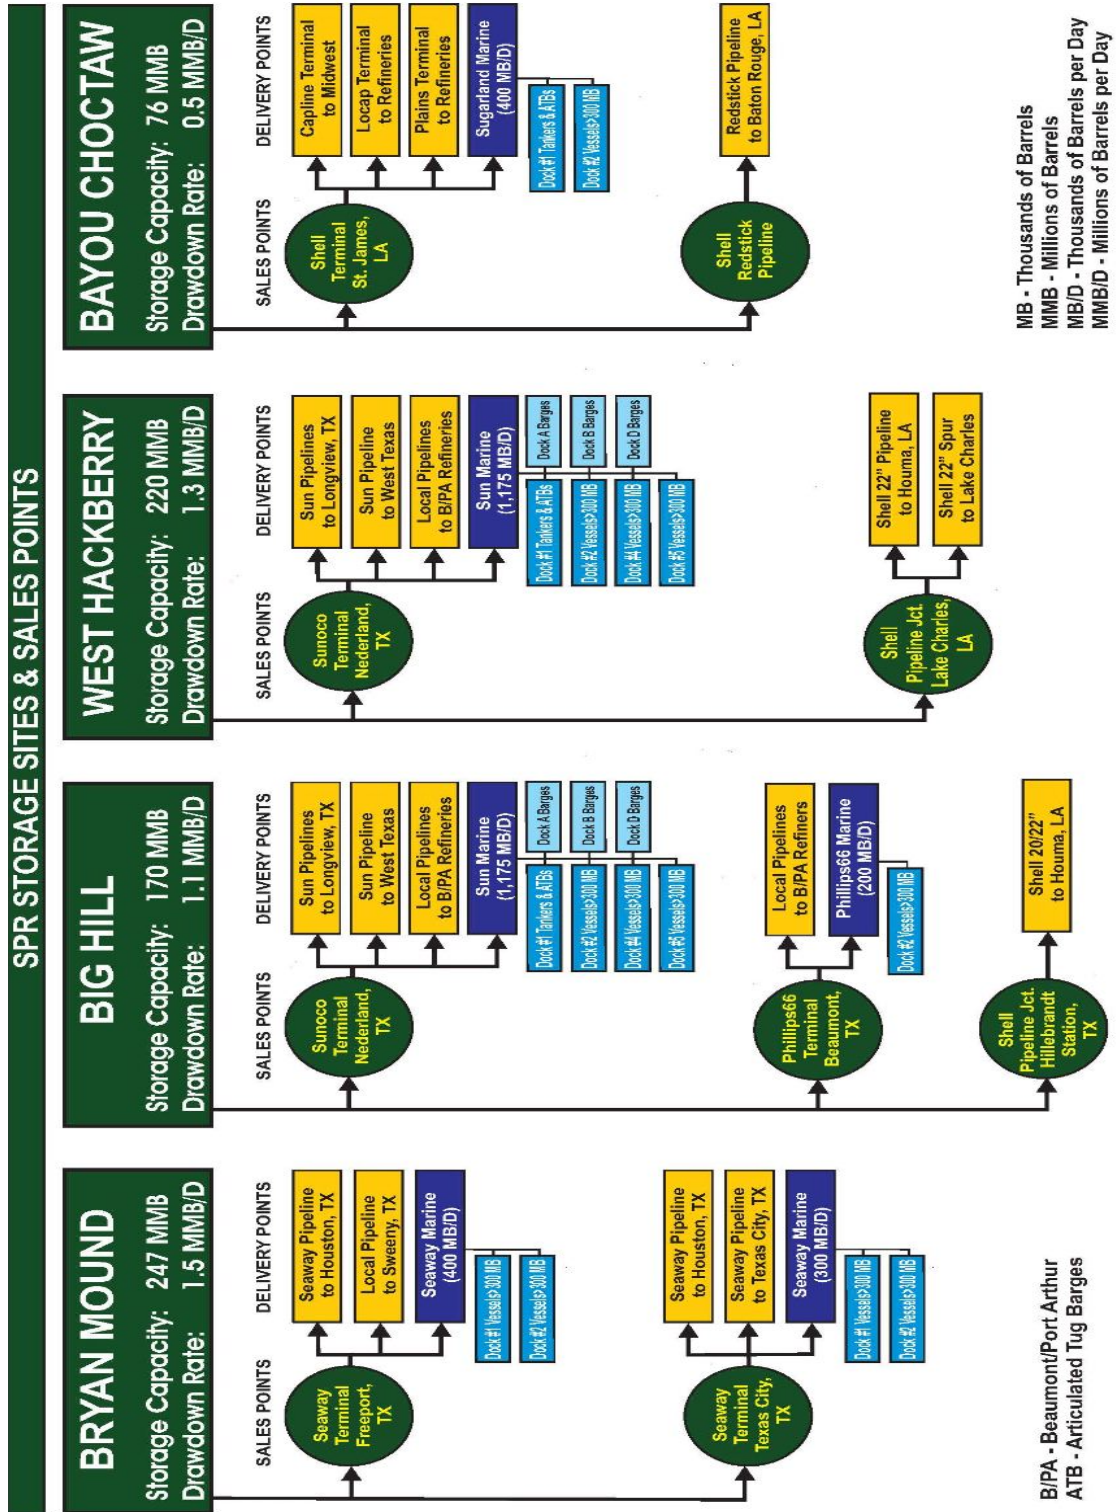 SPR STORAGE SITES & SALES POINTS
BRYAN MOUND
Storage Capacity: 247 MMB
Drawdown Rate: 1.5 MMB/D
SALES POINTS
DELIVERY POINTS
Seaway
Terminal
Freeport,
TX
Seaway Pipeline
to Houston, TX
Local Pipeline
to Sweeny, TX
Seaway Marine
(400 MB/D)
Dock #1 Vessels>300 MB
Dock #2 Vessels>300 MB
Seaway
Terminal
Texas City,
TX
Seaway Pipeline
to Houston, TX
Seaway Pipeline
to Texas City, TX
Seaway Marine
(300 MB/D)
Dock #1 Vessels>300 MB
Dock #2 Vessels>300 MB
BIG HILL
Storage Capacity: 170 MMB
Drawdown Rate: 1.1 MMB/D
SALES POINTS
DELIVERY POINTS
Sunoco
Terminal
Nederland,
TX
Sun Pipelines
to Longview, TX
Sun Pipeline
to West Texas
Local Pipelines
to B/PA Refineries
Sun Marine
(1,175 MB/D)
Dock #1 Tankers & ATBs
Dock A Barges
Dock #2 Vessels>300 MB
Dock B Barges
Dock #4 Vessels>300 MB
Dock D Barges
Dock #5 Vessels>300 MB
Phillips66
Terminal
Beaumont,
TX
Local Pipelines
to B/PA Refiners
Phillips66 Marine
(200 MB/D)
Dock #2 Vessels>300 MB
Shell
Pipeline Jct.
Hillebrandt
Station,
TX
Shell 20/22"
to Houma, LA
WEST HACKBERRY
Storage Capacity: 220 MMB
Drawdown Rate: 1.3 MMB/D
SALES POINTS
DELIVERY POINTS
Sunoco
Terminal
Nederland,
TX
Sun Pipelines
to Longview, TX
Sun Pipeline
to West Texas
Local Pipelines
to B/PA Refineries
Sun Marine
(1,175 MB/D)
Dock #1 Tankers & ATBs
Dock A Barges
Dock #2 Vessels>300 MB
Dock B Barges
Dock #4 Vessels>300 MB
Dock D Barges
Dock #5 Vessels>300 MB
Shell
Pipeline Jct.
Lake Charles,
LA
Shell 22" Pipeline
to Houma, LA
Shell 22" Spur
to Lake Charles
BAYOU CHOCTAW
Storage Capacity: 76 MMB
Drawdown Rate: 0.5 MMB/D
SALES POINTS
DELIVERY POINTS
Shell
Terminal
St. James,
LA
Capline Terminal
to Midwest
Locap Terminal
to Refineries
Plains Terminal
to Refineries
Sugarland Marine
(400 MB/D)
Dock #1 Tankers & ATBs
Dock #2 Vessels>300 MB
Shell
Redstick
Pipeline
Redstick Pipeline
to Baton Rouge, LA
B/PA - Beaumont/Port Arthur
ATB - Articulated Tug Barges
MB - Thousands of Barrels
MMB - Millions of Barrels
MB/D - Thousands of Barrels per Day
MMB/D - Millions of Barrels per Day